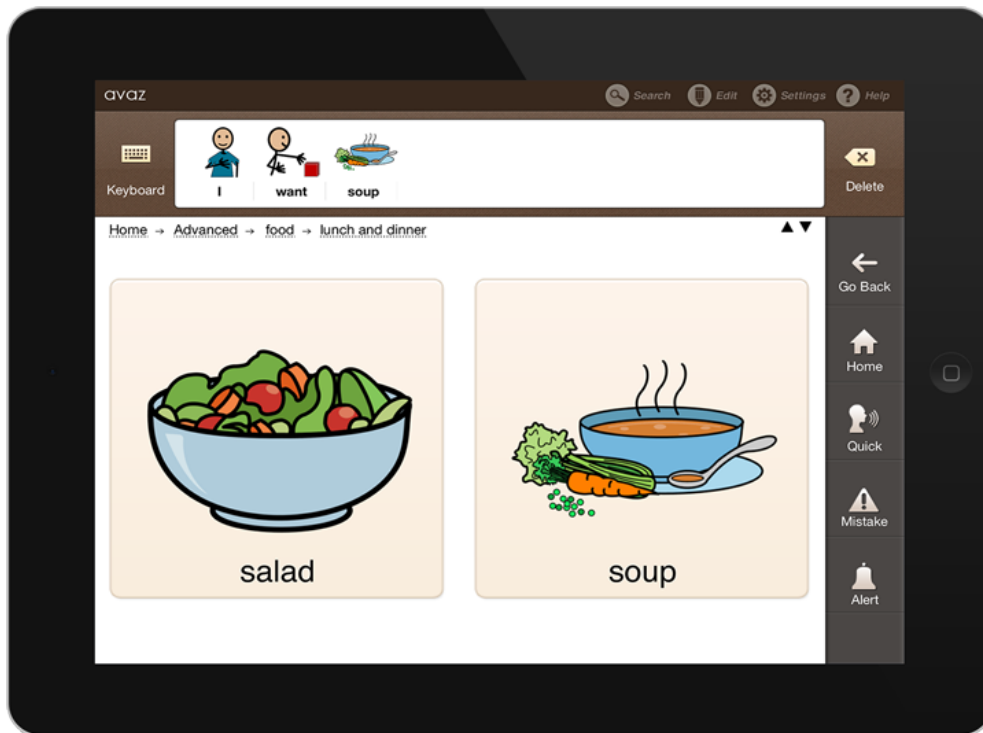 avaz Search Edit Settings Help
Keyboard I want soup Delete
Home → Advanced → food → lunch and dinner
Go Back
Home
Quick
Mistake
Alert
salad soup